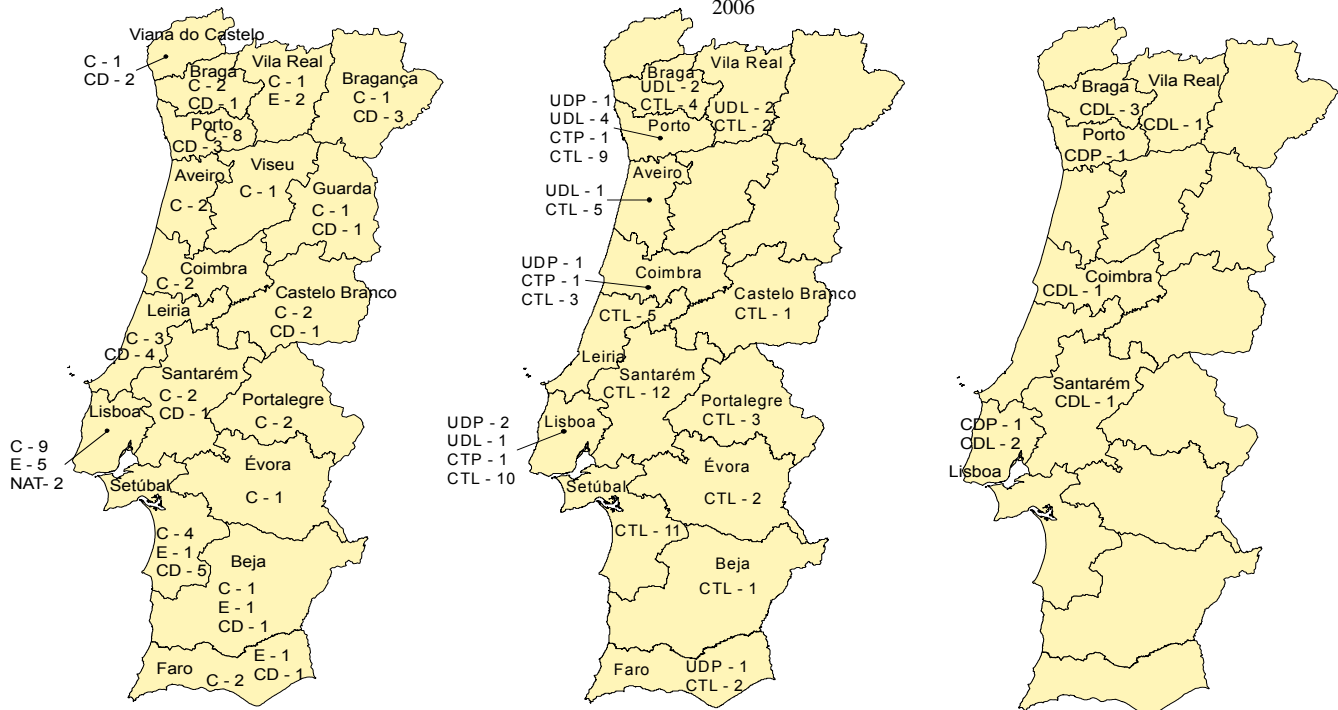 2006
Viana do Castelo
C - 1
CD - 2
Braga
C - 2
CD - 1
Vila Real
C - 1
E - 2
Bragança
C - 1
CD - 3
Porto
C - 8
CD - 3
Aveiro
C - 2
Viseu
C - 1
Guarda
C - 1
CD - 1
Coimbra
C - 2
Castelo Branco
C - 2
CD - 1
Leiria
C - 3
CD - 4
Santarém
C - 2
CD - 1
Portalegre
C - 2
Lisboa
C - 9
E - 5
NAT- 2
Évora
C - 1
Setúbal
C - 4
E - 1
CD - 5
Beja
C - 1
E - 1
CD - 1
Faro
C - 2
E - 1
CD - 1
Braga
UDL - 2
CTL - 4
Vila Real
UDL - 2
CTL - 2
UDP - 1
UDL - 4
CTP - 1
CTL - 9
Porto
Aveiro
UDL - 1
CTL - 5
UDP - 1
CTP - 1
CTL - 3
Coimbra
Castelo Branco
CTL - 1
CTL - 5
Leiria
Santarém
CTL - 12
Portalegre
CTL - 3
UDP - 2
UDL - 1
CTP - 1
CTL - 10
Lisboa
Évora
CTL - 2
Setúbal
CTL - 11
Beja
CTL - 1
Faro
UDP - 1
CTL - 2
Braga
CDL - 3
Vila Real
CDL - 1
Porto
CDP - 1
Coimbra
CDL - 1
Santarém
CDL - 1
CDP - 1
CDL - 2
Lisboa